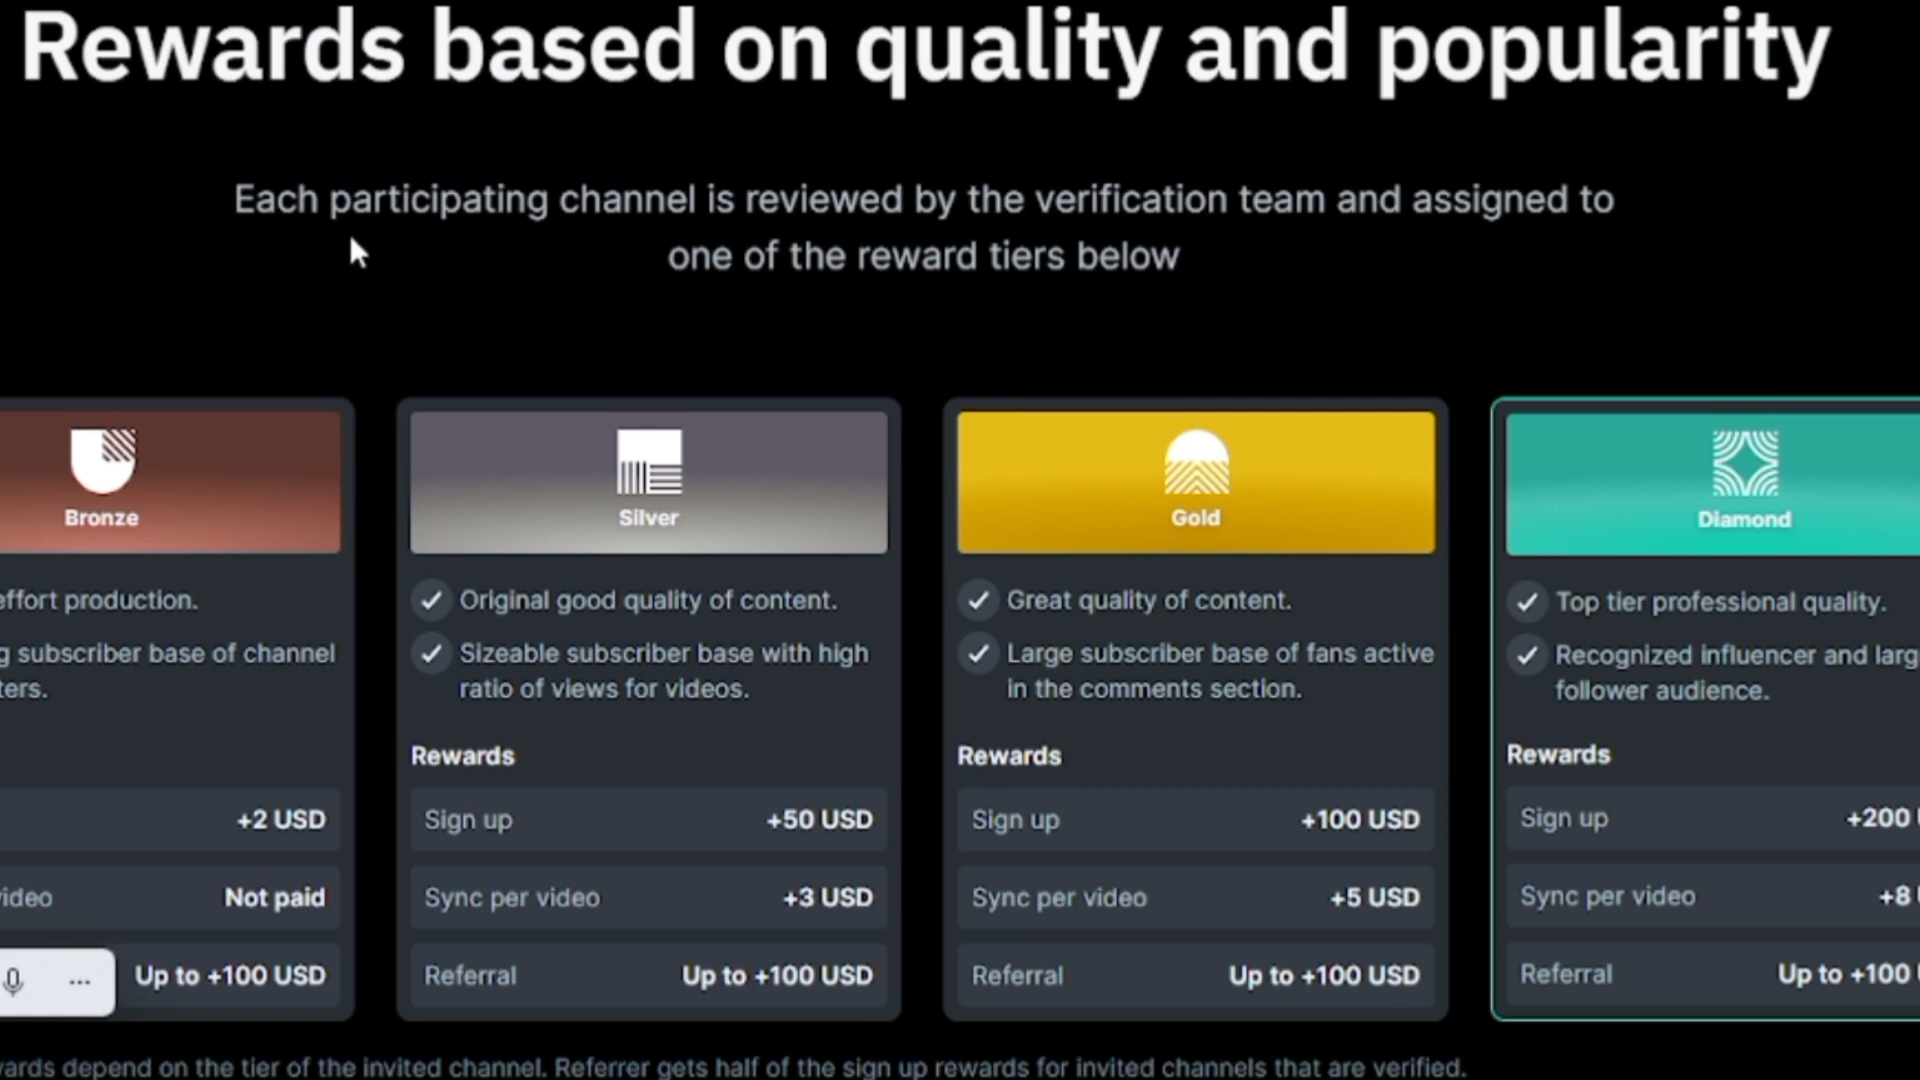 Rewards based on quality and popularity
Each participating channel is reviewed by the verification team and assigned to
one of the reward tiers below
Bronze
effort production.
subscriber base of channel
+2 USD
Not paid
Up to +100 USD
Silver
Original good quality of content.
Sizeable subscriber base with high
ratio of views for videos.
Rewards
Sign up +50 USD
Sync per video +3 USD
Referral Up to +100 USD
Gold
Great quality of content.
Large subscriber base of fans active
in the comments section.
Rewards
Sign up +100 USD
Sync per video +5 USD
Referral Up to +100 USD
Diamond
Top tier professional quality.
Recognized influencer and
follower audience.
Rewards
Sign up +200
Sync per video +8
Referral Up to +100
depend on the tier of the invited channel. Referrer gets half of the sign up rewards for invited channels that are verified.